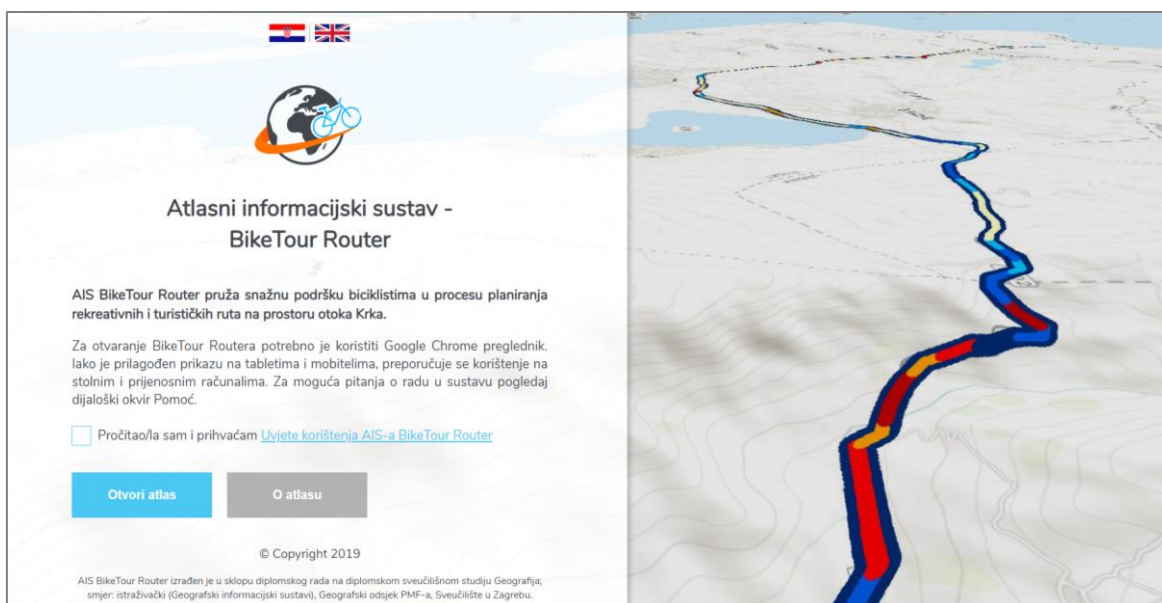 Atlasni informacijski sustav -
BikeTour Router
AIS BikeTour Router pruža snažnu podršku biciklistima u procesu planiranja
rekreativnih i turističkih ruta na prostoru otoka Krka.
Za otvaranje BikeTour Routera potrebno je koristiti Google Chrome preglednik.
Iako je prilagođen prikazu na tabletima i mobitelima, preporučuje se korištenje na
stolnim i prijenosnim računalima. Za moguća pitanja o radu u sustavu pogledaj
dijaloški okvir Pomoć.
Pročitao/la sam i prihvaćam Uvjete korištenja AIS-a BikeTour Router
Otvori atlas
O atlasu
© Copyright 2019
AIS BikeTour Router izrađen je u sklopu diplomskog rada na diplomskom sveučilišnom studiju Geografija;
smjer: istraživački (Geografski informacijski sustavi), Geografski odsjek PMF-a, Sveučilište u Zagrebu.